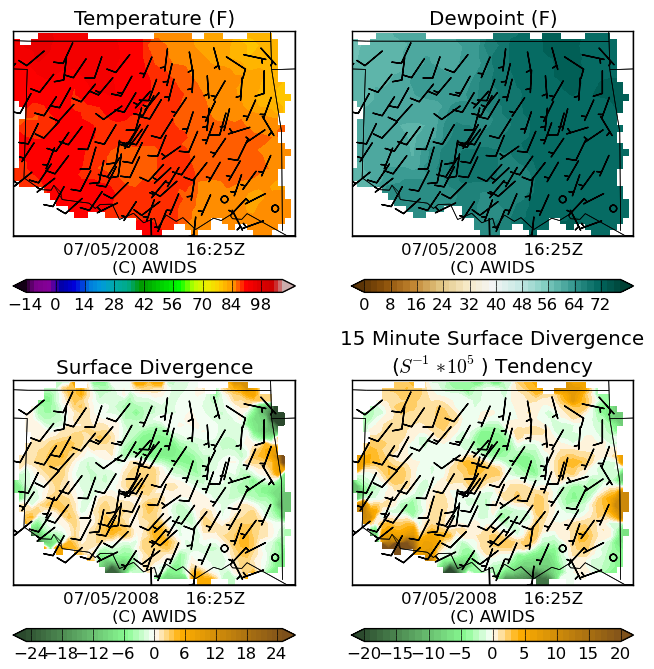 Temperature (F)
Dewpoint (F)
07/05/2008 16:25Z
(C) AWIDS
−14 0 14 28 42 56 70 84 98
07/05/2008 16:25Z
(C) AWIDS
0 8 16 24 32 40 48 56 64 72
Surface Divergence
15 Minute Surface Divergence
(S⁻¹ *10⁵ ) Tendency
07/05/2008 16:25Z
(C) AWIDS
−24 −18 −12 −6 0 6 12 18 24
07/05/2008 16:25Z
(C) AWIDS
−20 −15 −10 −5 0 5 10 15 20